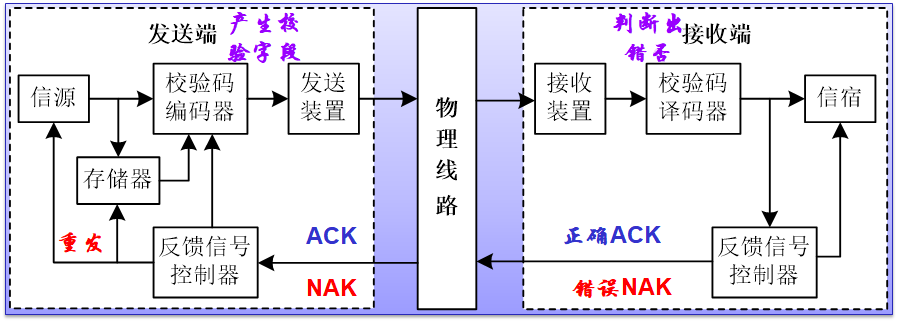 发送端
产生校
验字段
信源
校验码
编码器
发送
装置
存储器
重发
反馈信号
控制器
ACK
NAK
物
理
线
路
判断出
错否
接收端
接收
装置
校验码
译码器
信宿
正确ACK
错误NAK
反馈信号
控制器